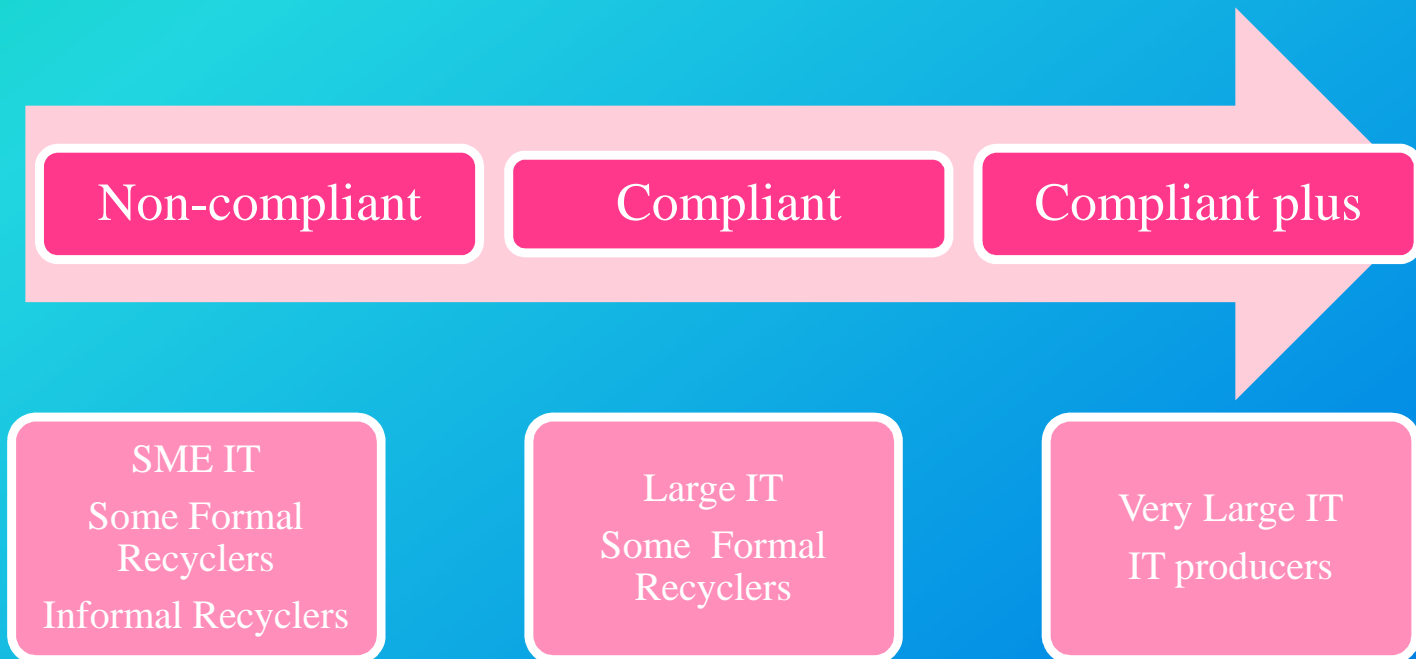 Non-compliant
Compliant
Compliant plus
SME IT
Some Formal
Recyclers
Informal Recyclers
Large IT
Some Formal
Recyclers
Very Large IT
IT producers